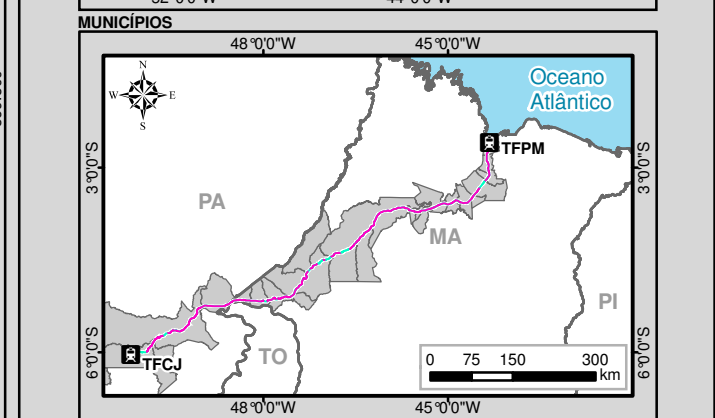 MUNICÍPIOS
48°0'0"W
45°0'0"W
N
W
E
S
Oceano
Atlântico
TFPM
3°0'0"S
3°0'0"S
PA
MA
PI
TO
TFCJ
6°0'0"S
6°0'0"S
0 75 150 300
km
48°0'0"W
45°0'0"W